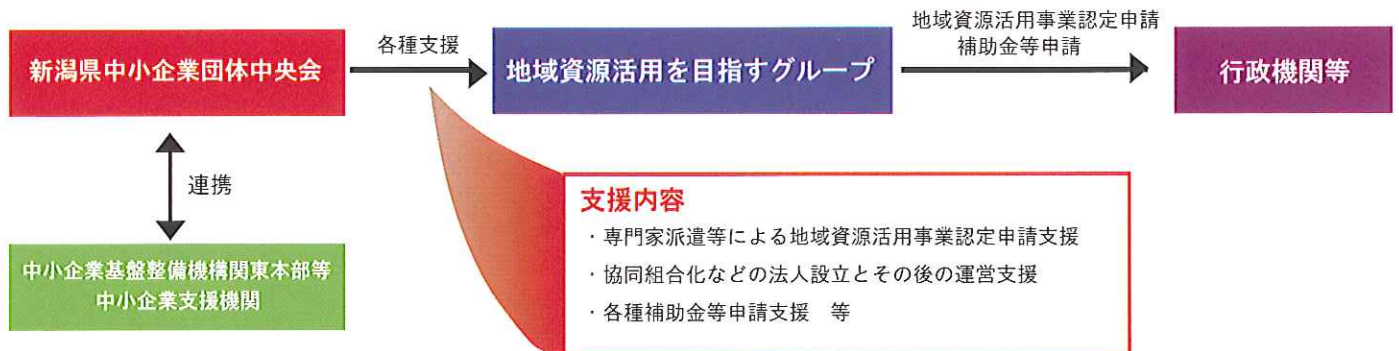 新潟県中小企業団体中央会
各種支援
地域資源活用を目指すグループ
地域資源活用事業認定申請
補助金等申請
行政機関等
連携
中小企業基盤整備機構関東本部等
中小企業支援機関
支援内容
・専門家派遣等による地域資源活用事業認定申請支援
・協同組合化などの法人設立とその後の運営支援
・各種補助金等申請支援　等